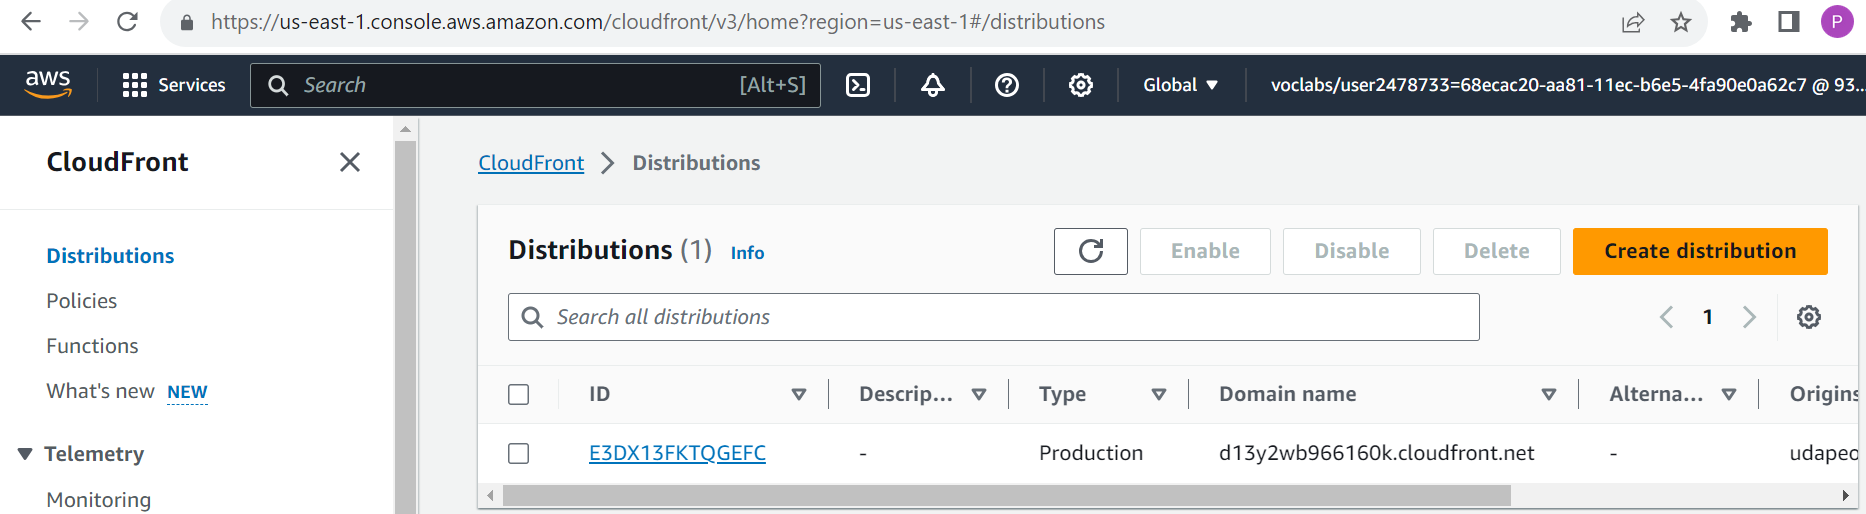 https://us-east-1.console.aws.amazon.com/cloudfront/v3/home?region=us-east-1#/distributions
P
aws
Services
Search
[Alt+S]
Global
voclabs/user2478733=68ecac20-aa81-11ec-b6e5-4fa90e0a62c7 @ 93...
CloudFront
Distributions
Policies
Functions
What's new NEW
Telemetry
Monitoring
CloudFront > Distributions
Distributions (1) Info
Enable
Disable
Delete
Create distribution
Search all distributions
1
ID
Descrip...
Type
Domain name
Alterna...
Origins
E3DX13FKTQGEFC
-
Production
d13y2wb966160k.cloudfront.net
-
udapeo